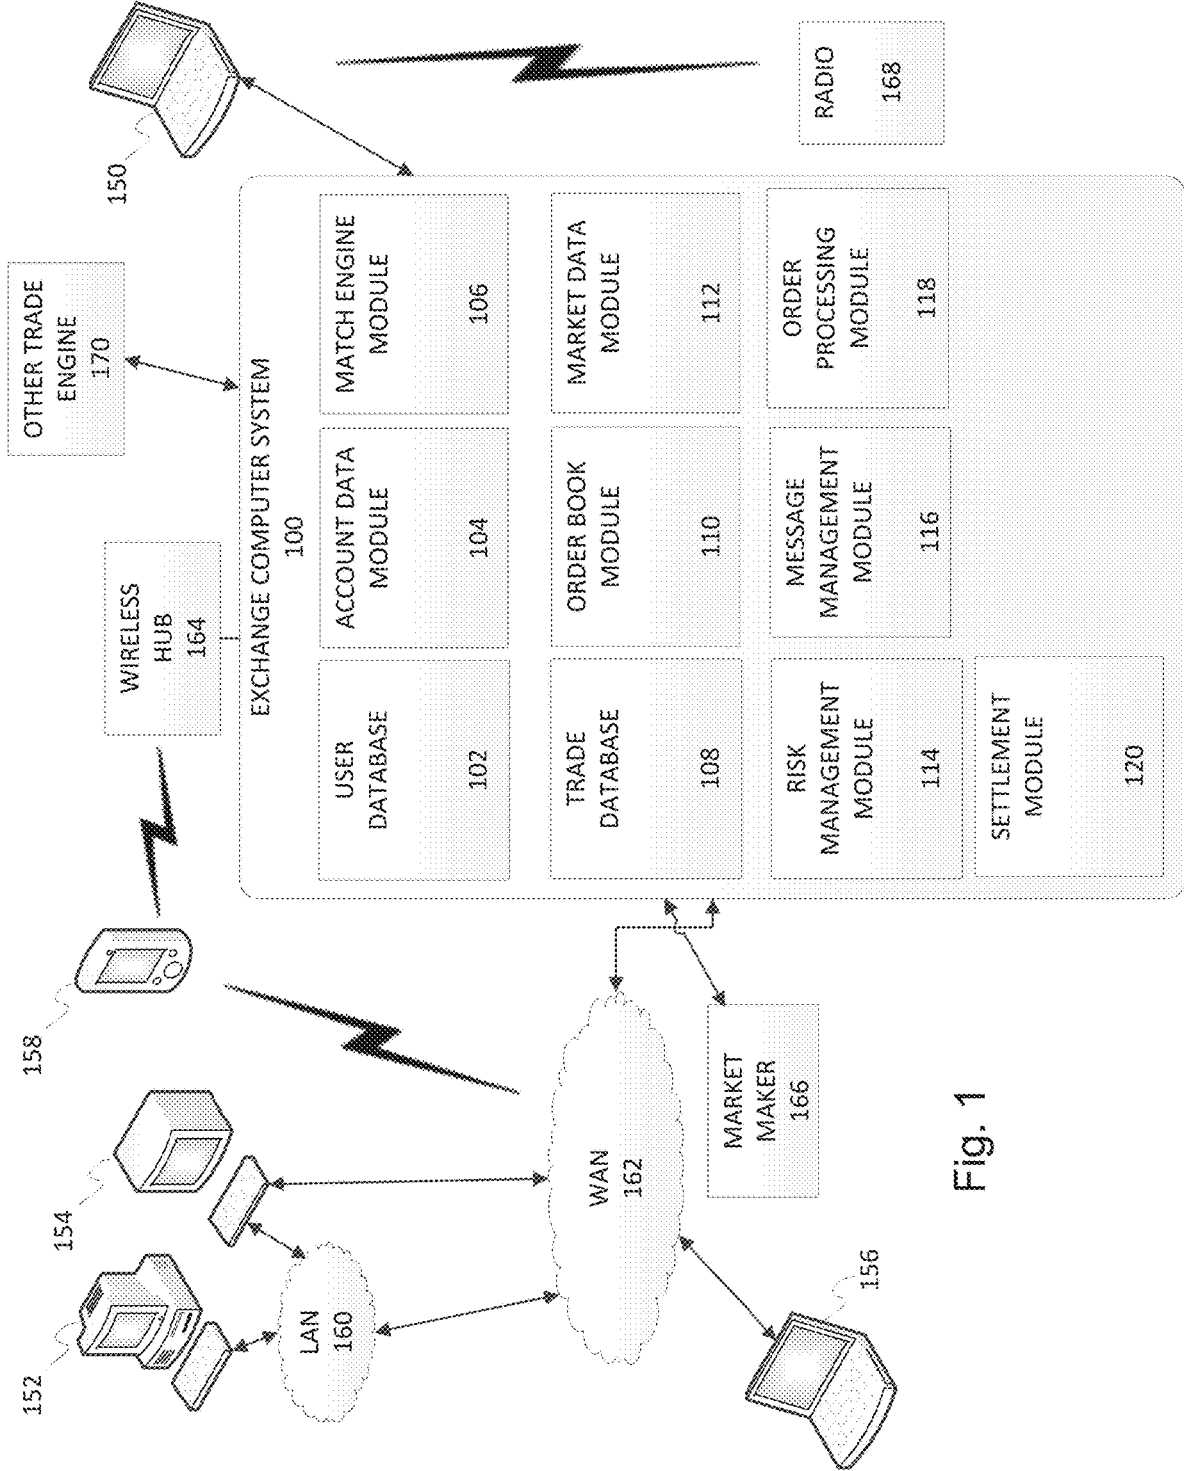 152
154
158
WIRELESS
HUB
164
OTHER TRADE
ENGINE
170
150
LAN
160
EXCHANGE COMPUTER SYSTEM
100
USER
DATABASE
102
ACCOUNT DATA
MODULE
104
MATCH ENGINE
MODULE
106
WAN
162
TRADE
DATABASE
108
ORDER BOOK
MODULE
110
MARKET DATA
MODULE
112
MARKET
MAKER
166
RISK
MANAGEMENT
MODULE
114
MESSAGE
MANAGEMENT
MODULE
116
ORDER
PROCESSING
MODULE
118
RADIO
168
156
SETTLEMENT
MODULE
120
Fig. 1